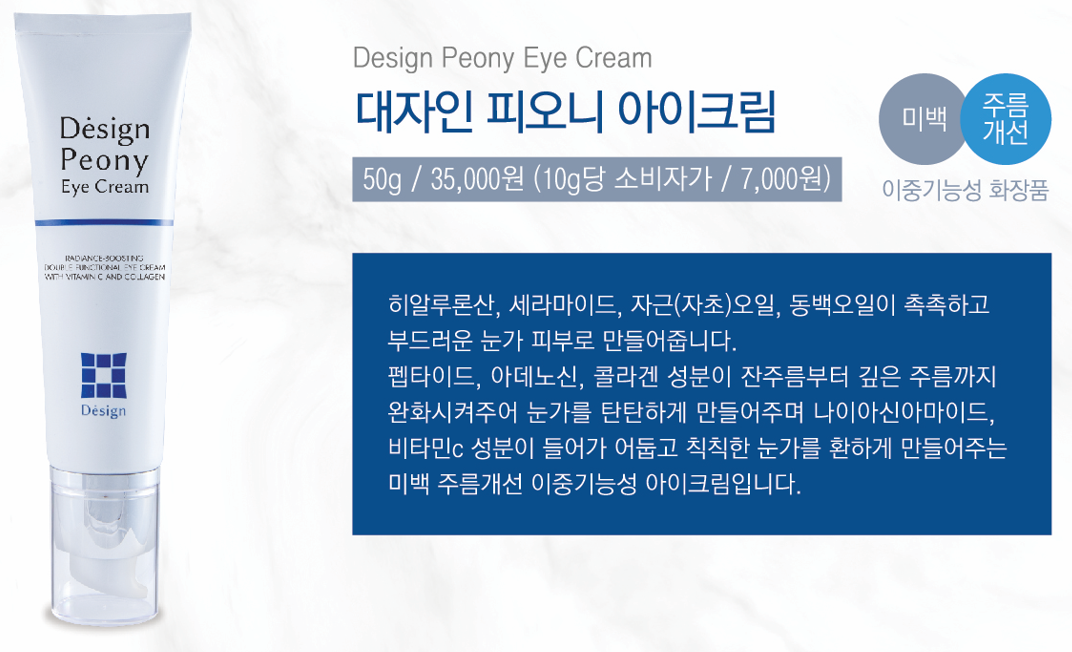 Design Peony Eye Cream
대자인 피오니 아이크림
50g / 35,000원 (10g당 소비자가 / 7,000원)
미백
주름
개선
이중기능성 화장품
히알루론산, 세라마이드, 자근(자초)오일, 동백오일이 촉촉하고
부드러운 눈가 피부로 만들어줍니다.
펩타이드, 아데노신, 콜라겐 성분이 잔주름부터 깊은 주름까지
완화시켜주어 눈가를 탄탄하게 만들어주며 나이아신아마이드,
비타민c 성분이 들어가 어둡고 칙칙한 눈가를 환하게 만들어주는
미백 주름개선 이중기능성 아이크림입니다.
Dèsign
Peony
Eye Cream
RADIANCE-BOOSTING
DOUBLE FUNCTIONAL EYE CREAM
WITH VITAMIN C AND COLLAGEN
Dèsign